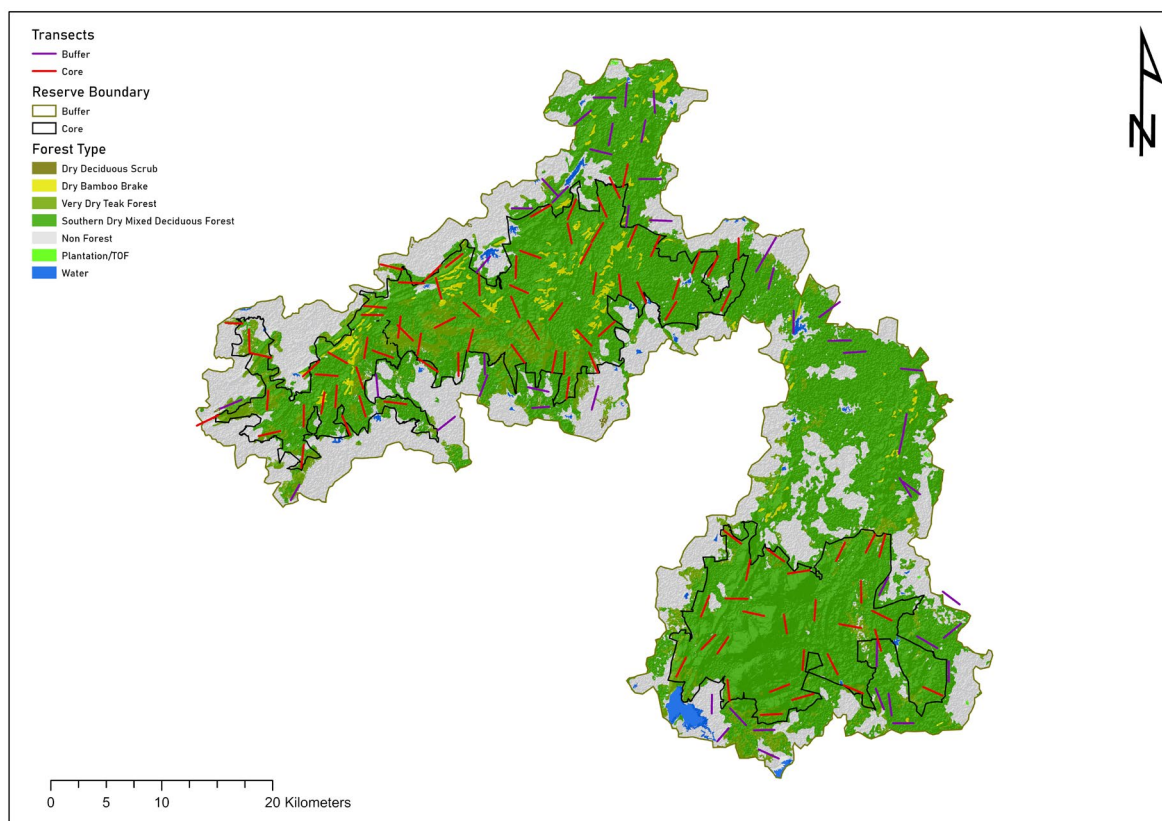 Transects
Buffer
Core
Reserve Boundary
Buffer
Core
Forest Type
Dry Deciduous Scrub
Dry Bamboo Brake
Very Dry Teak Forest
Southern Dry Mixed Deciduous Forest
Non Forest
Plantation/TOF
Water
N
0 5 10 20 Kilometers